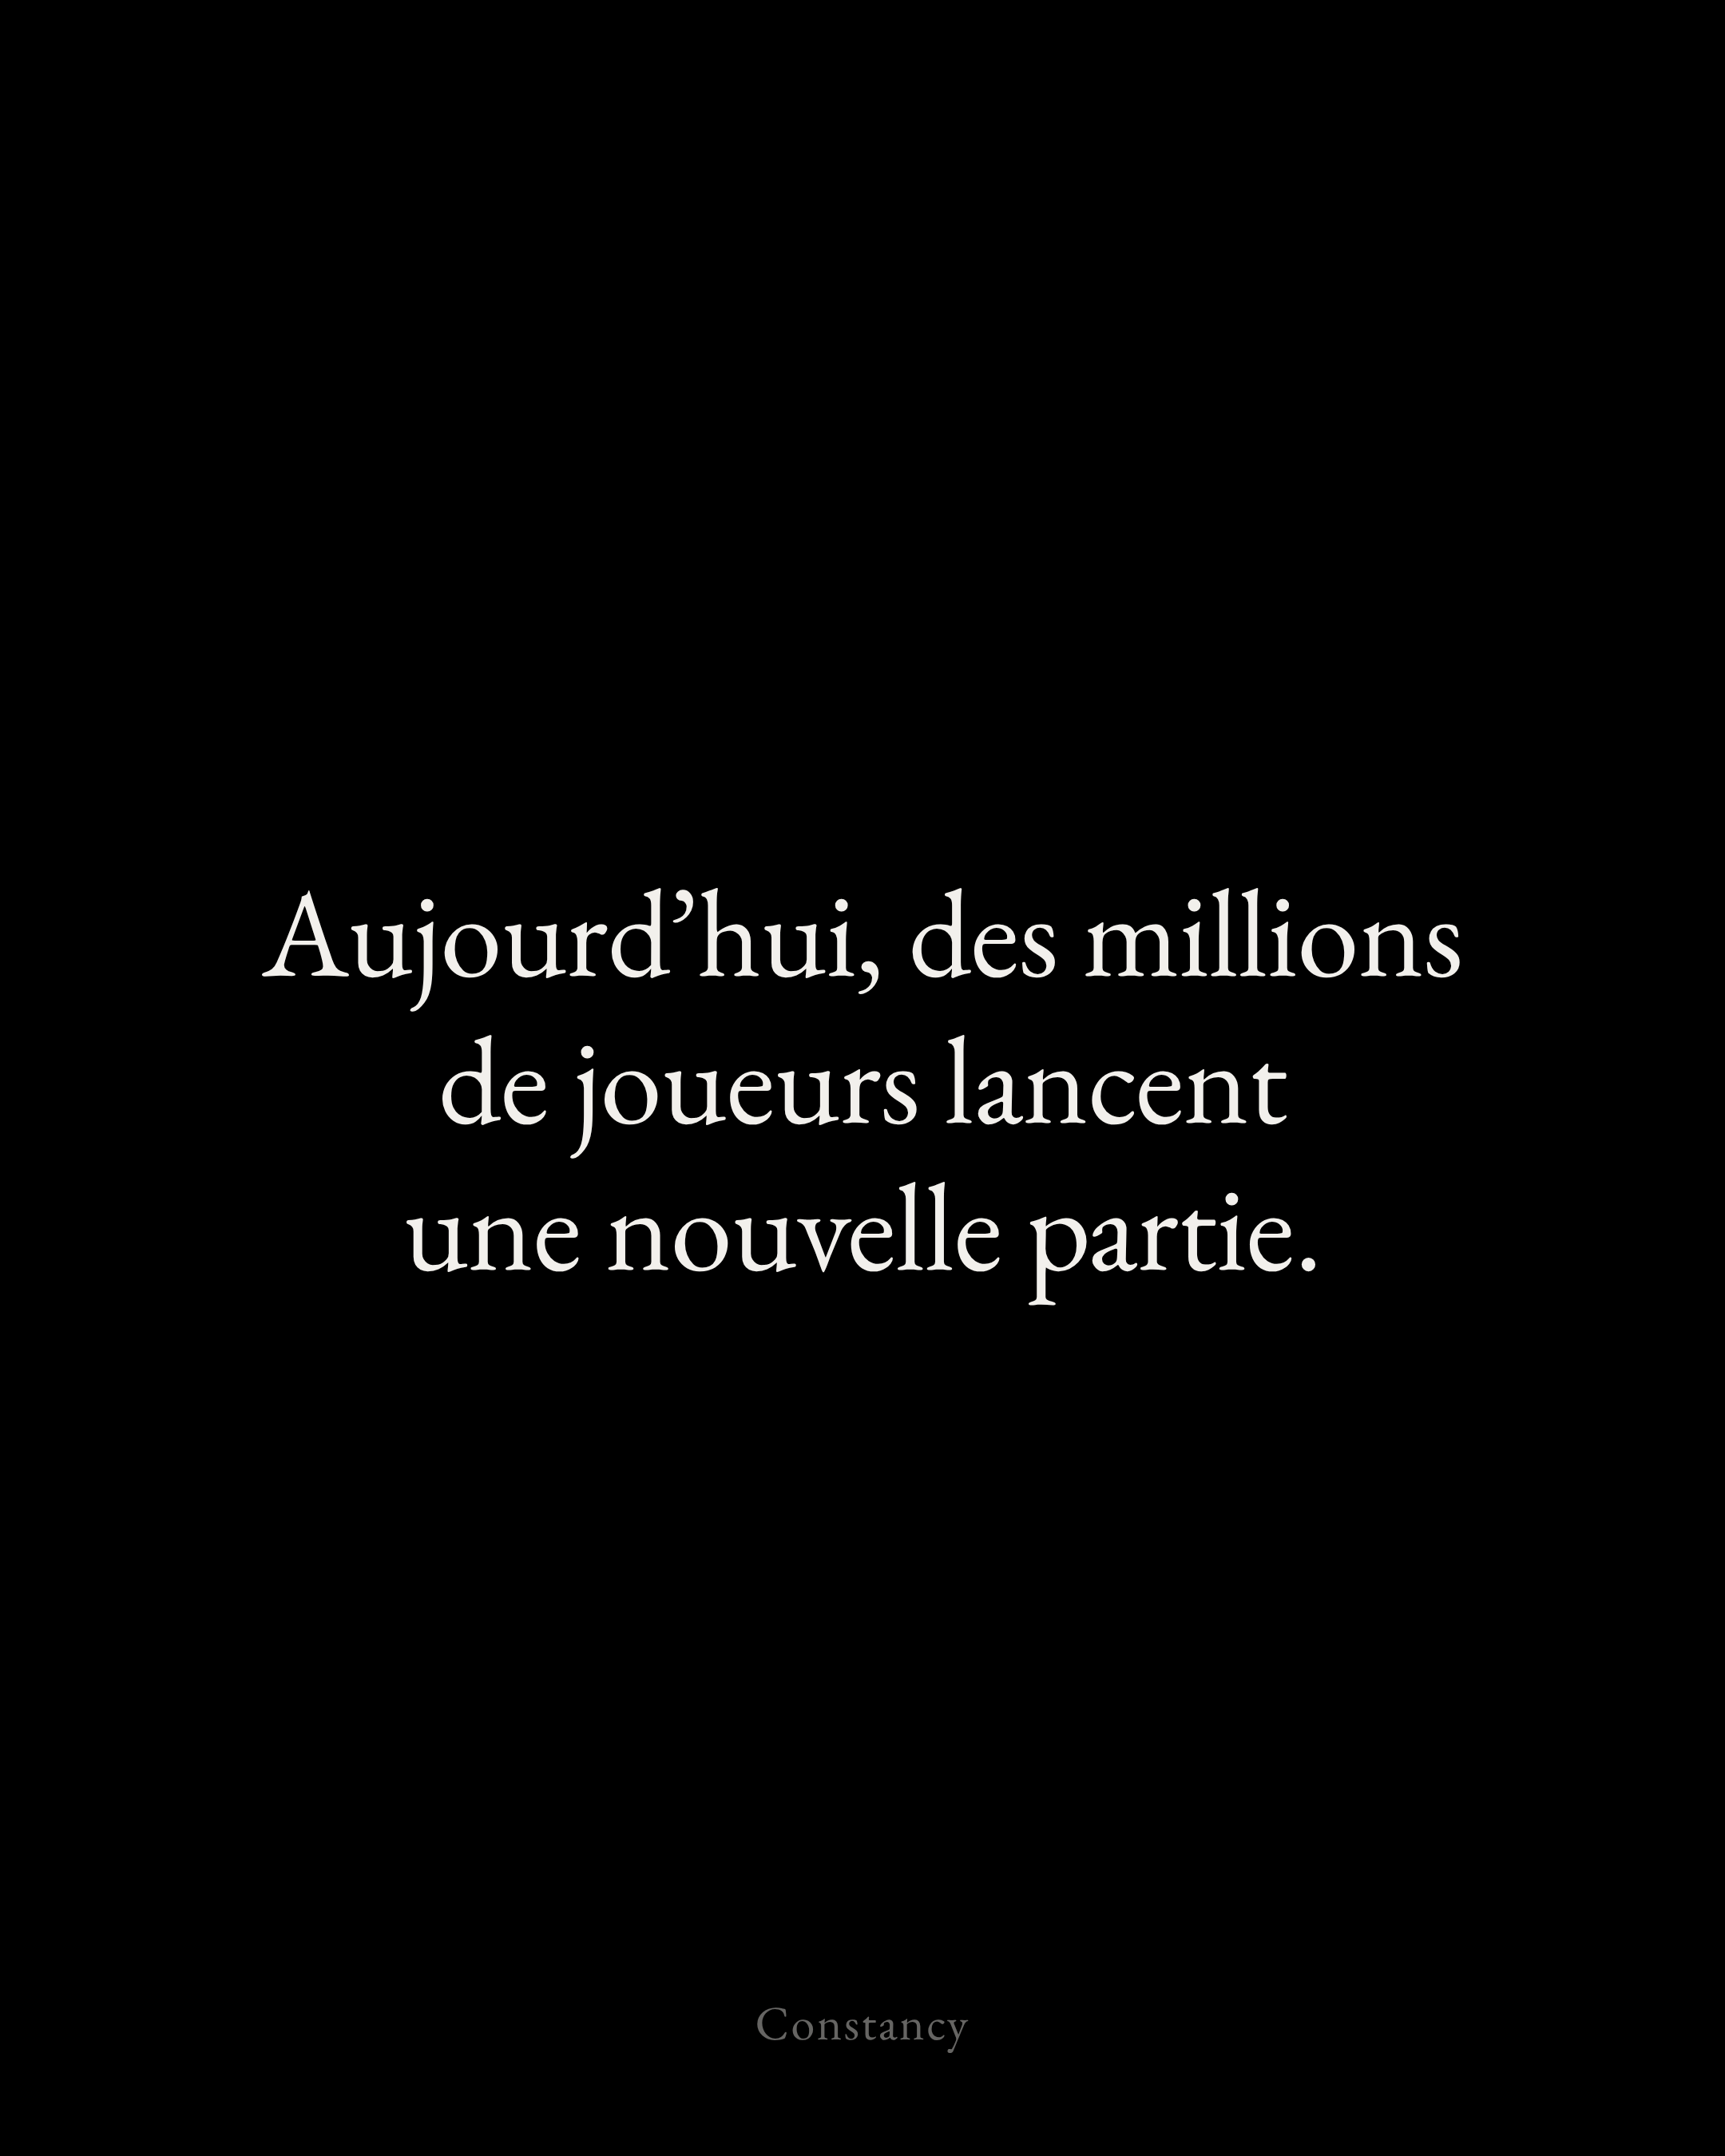 Aujourd’hui, des millions
de joueurs lancent
une nouvelle partie.
Constancy